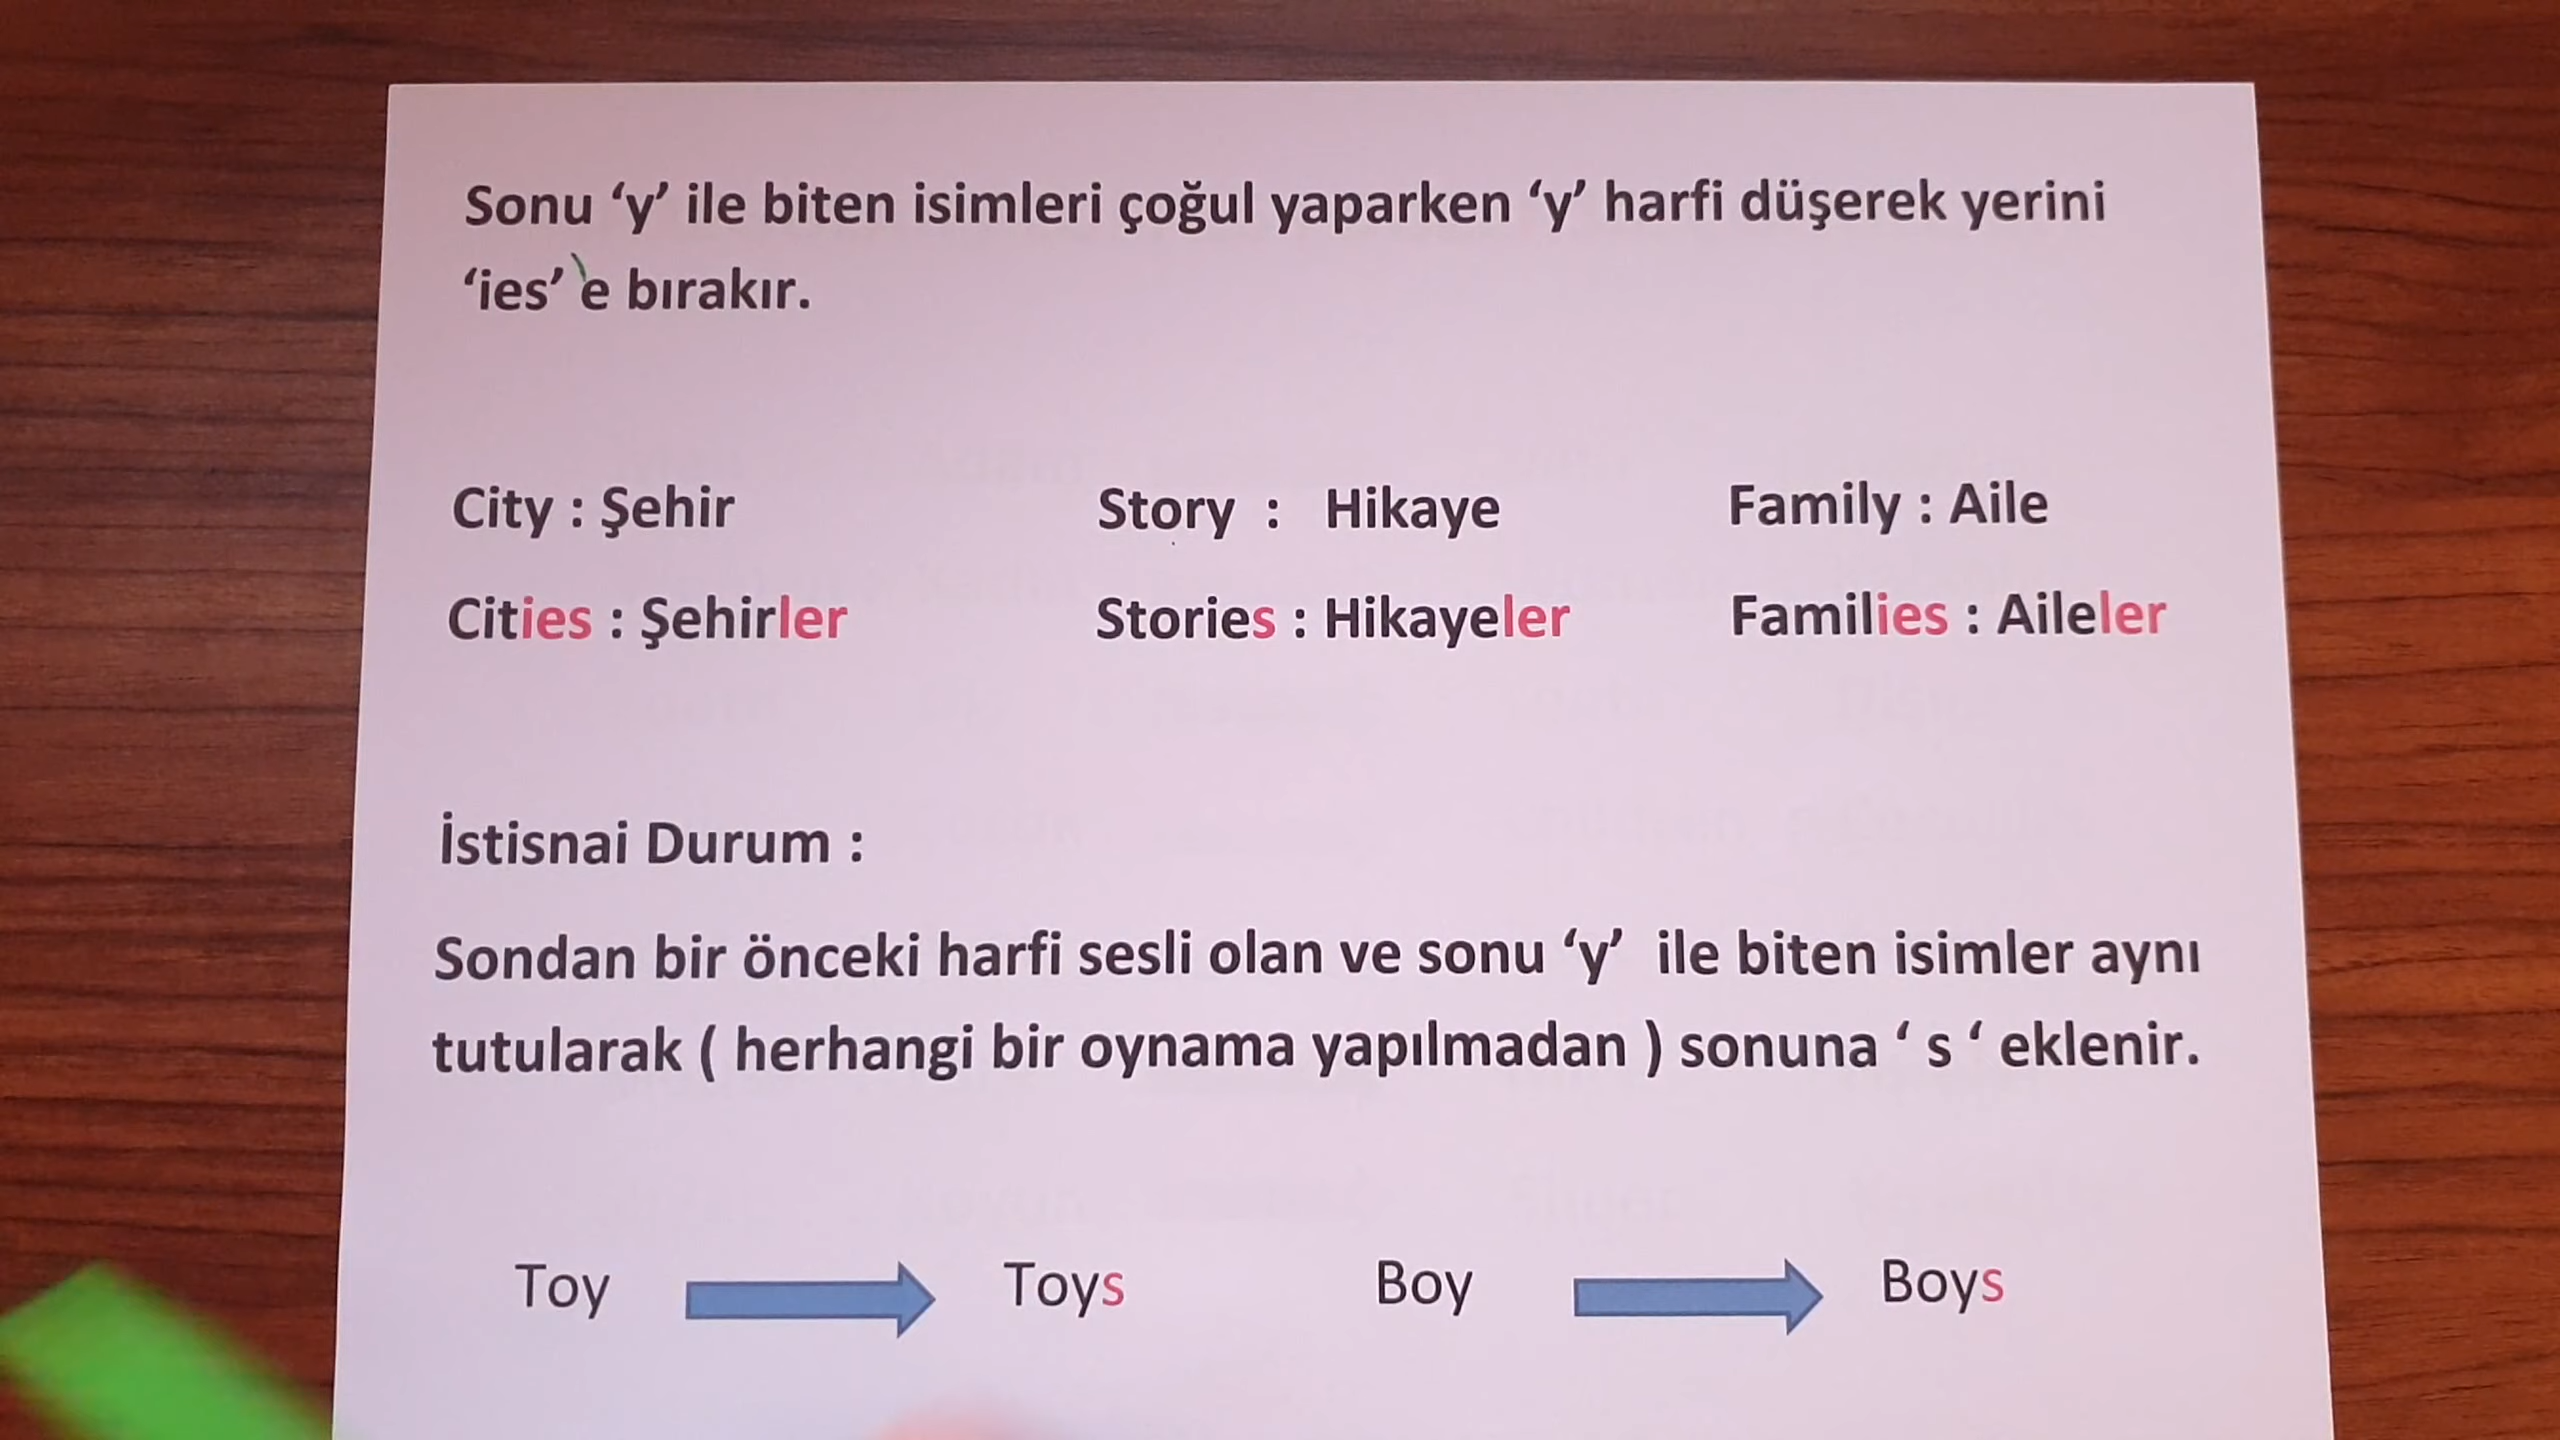 Sonu ‘y’ ile biten isimleri çoğul yaparken ‘y’ harfi düşerek yerini
‘ies’ e bırakır.
City : Şehir Story : Hikaye Family : Aile
Cities : Şehirler Stories : Hikayeler Families : Aileler
İstisnai Durum :
Sondan bir önceki harfi sesli olan ve sonu ‘y’ ile biten isimler aynı
tutularak ( herhangi bir oynama yapılmadan ) sonuna ‘ s ‘ eklenir.
Toy Toys Boy Boys